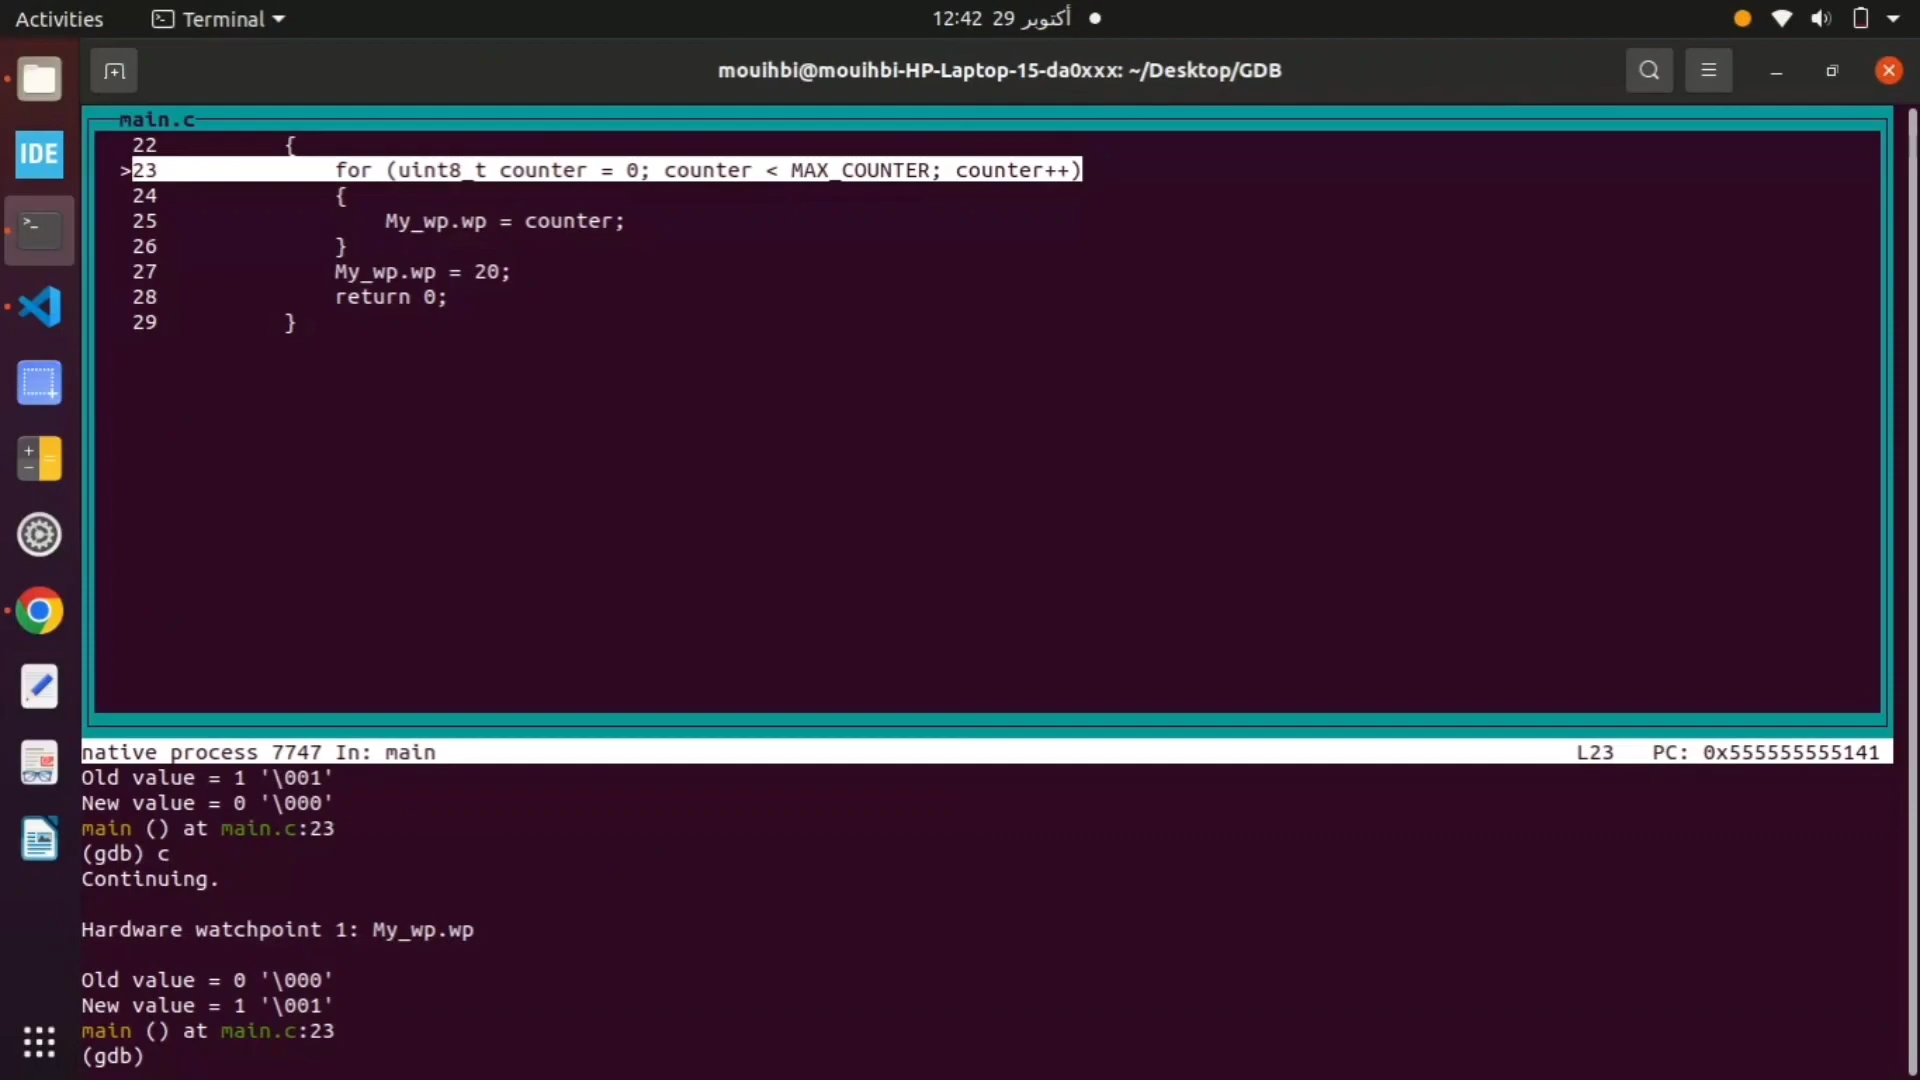 Activities Terminal 12:42 29 أكتوبر
mouihbi@mouihbi-HP-Laptop-15-da0xxx: ~/Desktop/GDB
IDE
main.c
22 {
>23 for (uint8_t counter = 0; counter < MAX_COUNTER; counter++)
24 {
25 My_wp.wp = counter;
26 }
27 My_wp.wp = 20;
28 return 0;
29 }
native process 7747 In: main L23 PC: 0x555555555141
Old value = 1 '\001'
New value = 0 '\000'
main () at main.c:23
(gdb) c
Continuing.
Hardware watchpoint 1: My_wp.wp
Old value = 0 '\000'
New value = 1 '\001'
main () at main.c:23
(gdb)